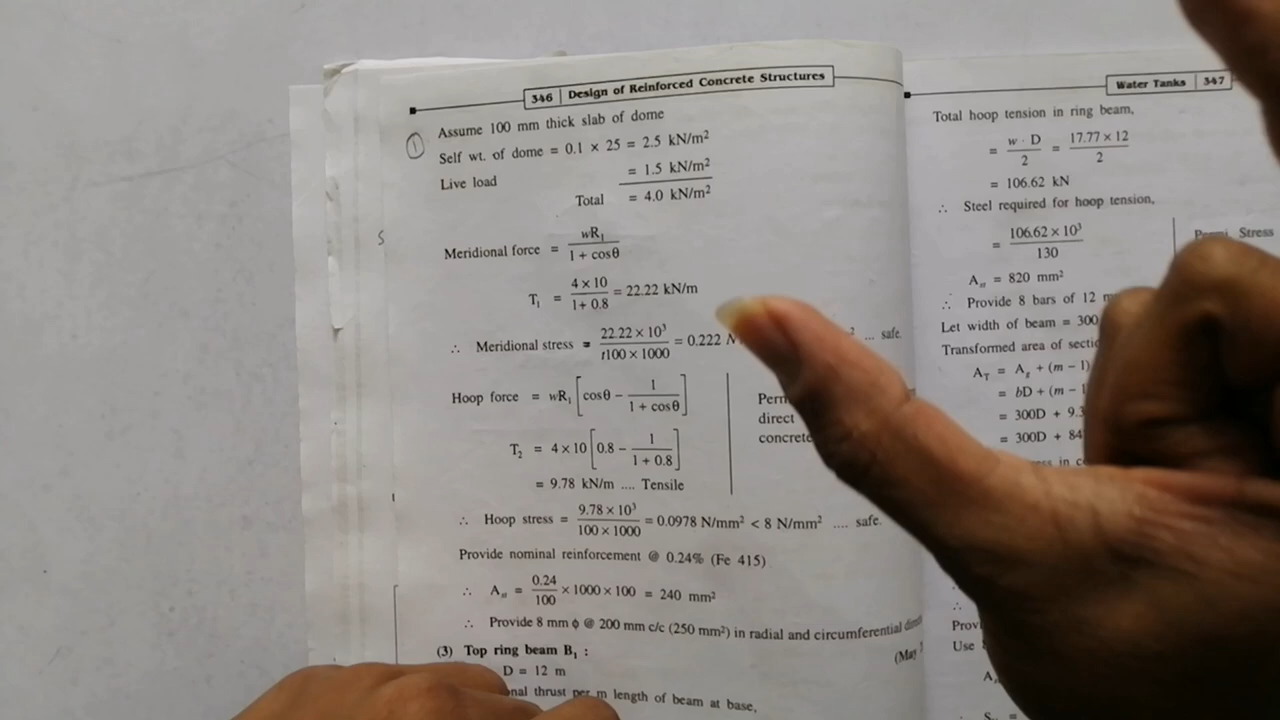 346 | Design of Reinforced Concrete Structures
1
Assume 100 mm thick slab of dome
Self wt. of dome = 0.1 × 25 = 2.5 kN/m²
Live load = 1.5 kN/m²
Total = 4.0 kN/m²
S
Meridional force = wR₁ / 1 + cosθ
T₁ = 4 × 10 / 1+ 0.8 = 22.22 kN/m
∴ Meridional stress = 22.22 × 10³ / t100 × 1000 = 0.222 N ... safe.
Hoop force = wR₁ [cosθ − 1 / 1 + cosθ]
T₂ = 4 × 10 [0.8 − 1 / 1 + 0.8]
= 9.78 kN/m .... Tensile
direct
concrete
∴ Hoop stress = 9.78 × 10³ / 100 × 1000 = 0.0978 N/mm² < 8 N/mm² .... safe.
Provide nominal reinforcement @ 0.24% (Fe 415)
∴ Aₛₜ = 0.24 / 100 × 1000 × 100 = 240 mm²
∴ Provide 8 mm ϕ @ 200 mm c/c (250 mm²) in radial and circumferential
(3) Top ring beam B₁ :
(May
D = 12 m
thrust per m length of beam at base,
Water Tanks | 347
Total hoop tension in ring beam,
= w · D / 2 = 17.77 × 12 / 2
= 106.62 kN
∴ Steel required for hoop tension,
= 106.62 × 10³ / 130
Stress
Aₛₜ = 820 mm²
∴ Provide 8 bars of 12
Let width of beam = 300
Transformed area of
A_T = A_g + (m − 1)
= bD + (m −
= 300D + 9.3
= 300D + 84
in
∴
Use